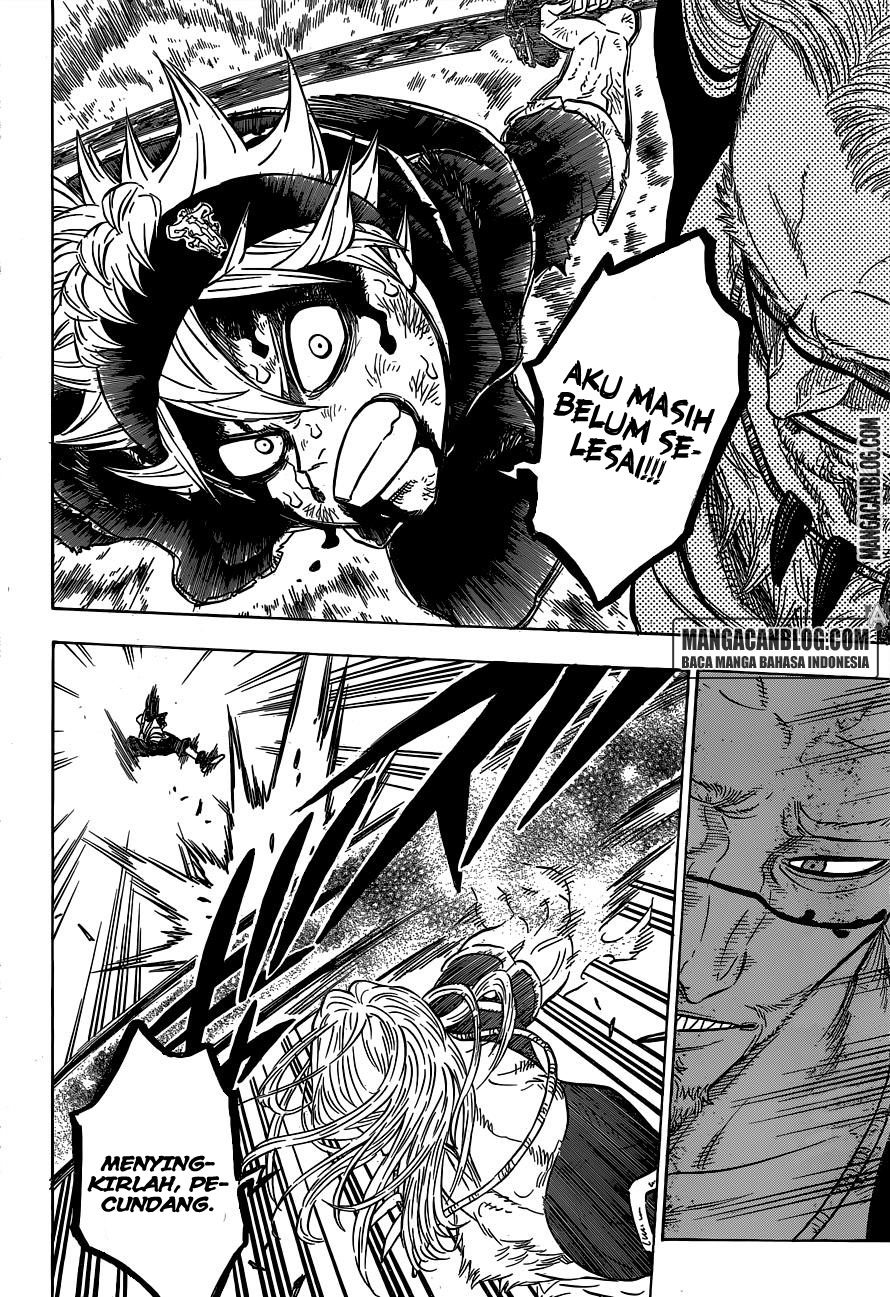 AKU MASIH
BELUM SE-
LESAI!!!
MANGACANBLOG.COM
MANGACANBLOG.COM
BACA MANGA BAHASA INDONESIA
MENYING-
KIRLAH, PE-
CUNDANG.